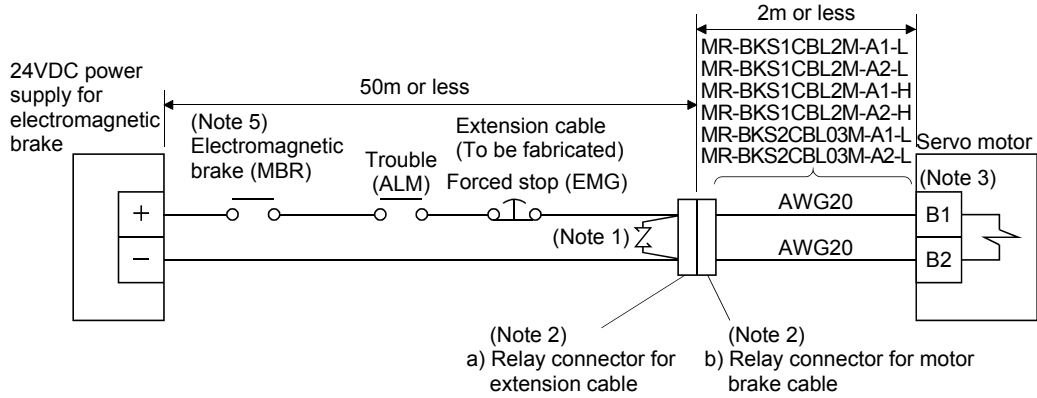 2m or less
MR-BKS1CBL2M-A1-L
MR-BKS1CBL2M-A2-L
MR-BKS1CBL2M-A1-H
MR-BKS1CBL2M-A2-H
MR-BKS2CBL03M-A1-L
MR-BKS2CBL03M-A2-L
24VDC power
supply for
electromagnetic
brake
50m or less
(Note 5)
Electromagnetic
brake (MBR)
Trouble
(ALM)
Extension cable
(To be fabricated)
Forced stop (EMG)
Servo motor
(Note 3)
+
−
(Note 1)
AWG20
AWG20
B1
B2
(Note 2)
a) Relay connector for
extension cable
(Note 2)
b) Relay connector for motor
brake cable